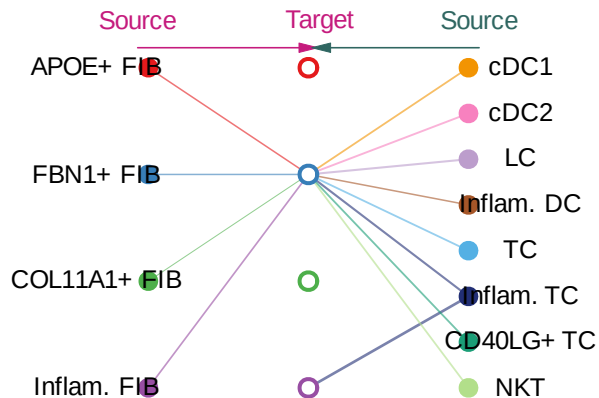 Source Target Source
APOE+ FIB cDC1
cDC2
LC
FBN1+ FIB
Inflam. DC
TC
COL11A1+ FIB
Inflam. TC
CD40LG+ TC
Inflam. FIB NKT